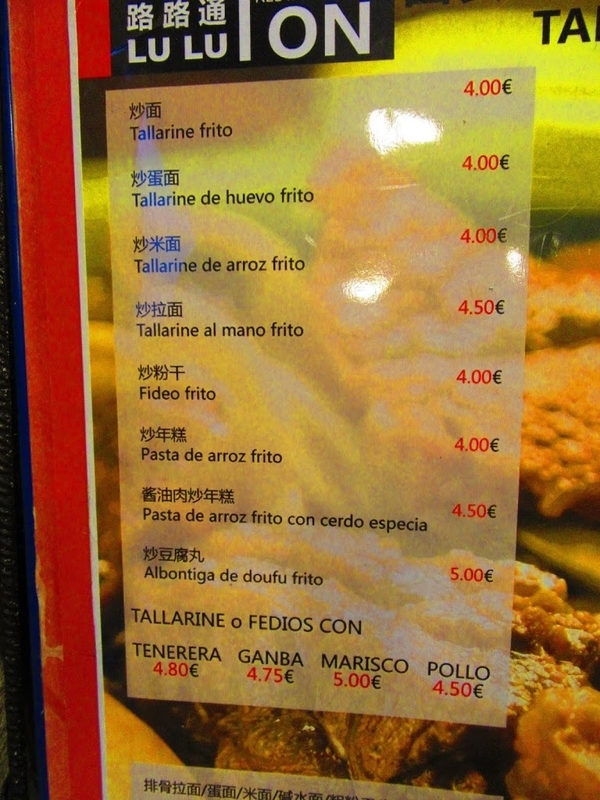 路路通
LU LU
TON
TAL
炒面
Tallarine frito
4.00€
炒蛋面
Tallarine de huevo frito
4.00€
炒米面
Tallarine de arroz frito
4.00€
炒拉面
Tallarine al mano frito
4.50€
炒粉干
Fideo frito
4.00€
炒年糕
Pasta de arroz frito
4.00€
酱油肉炒年糕
Pasta de arroz frito con cerdo especia
4.50€
炒豆腐丸
Albontiga de doufu frito
5.00€
TALLARINE o FEDIOS CON
TENERERA GANBA MARISCO POLLO
4.80€ 4.75€ 5.00€ 4.50€
排骨拉面/蛋面/米面/碱水面/